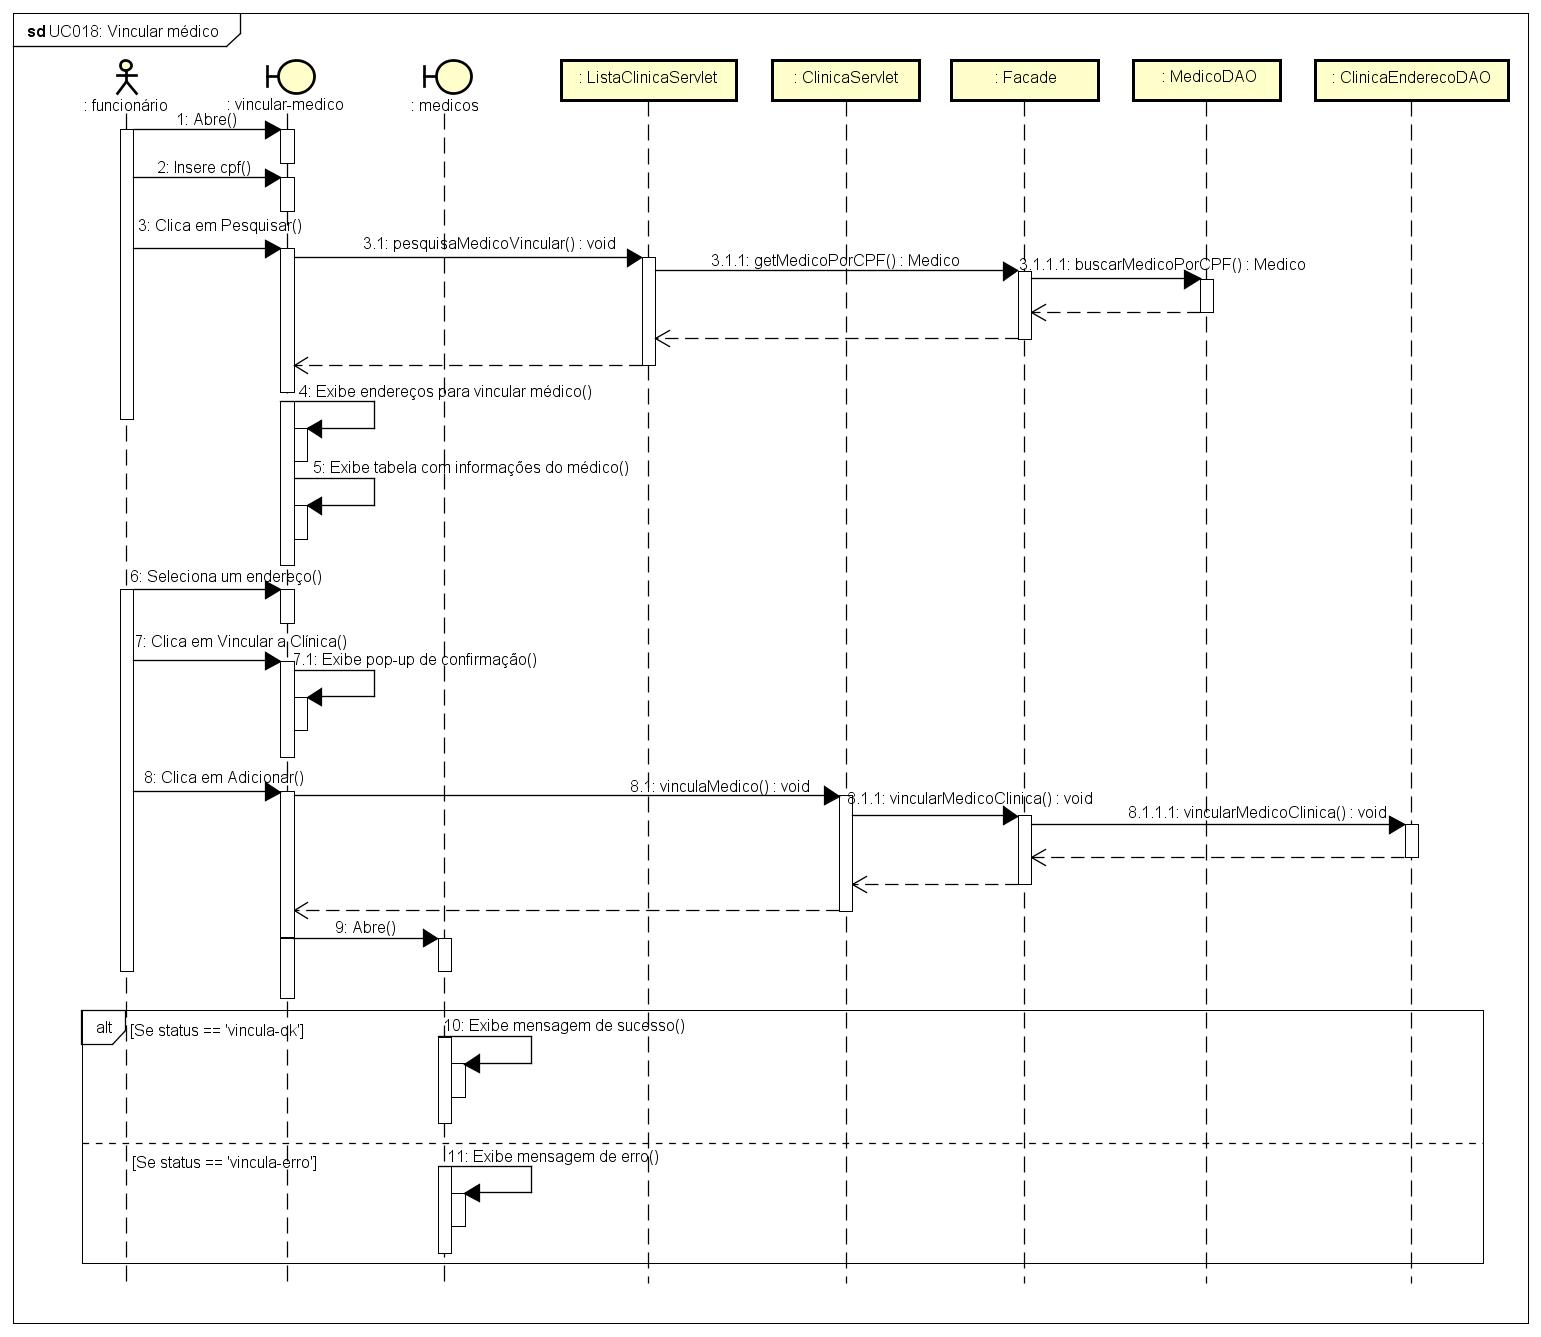 sd UC018: Vincular médico
: funcionário
: vincular-medico
: medicos
: ListaClinicaServlet
: ClinicaServlet
: Facade
: MedicoDAO
: ClinicaEnderecoDAO
1: Abre()
2: Insere cpf()
3: Clica em Pesquisar()
3.1: pesquisaMedicoVincular() : void
3.1.1: getMedicoPorCPF() : Medico
3.1.1.1: buscarMedicoPorCPF() : Medico
4: Exibe endereços para vincular médico()
5: Exibe tabela com informações do médico()
6: Seleciona um endereço()
7: Clica em Vincular a Clínica()
7.1: Exibe pop-up de confirmação()
8: Clica em Adicionar()
8.1: vinculaMedico() : void
8.1.1: vincularMedicoClinica() : void
8.1.1.1: vincularMedicoClinica() : void
9: Abre()
alt
[Se status == 'vincula-ok']
10: Exibe mensagem de sucesso()
[Se status == 'vincula-erro']
11: Exibe mensagem de erro()